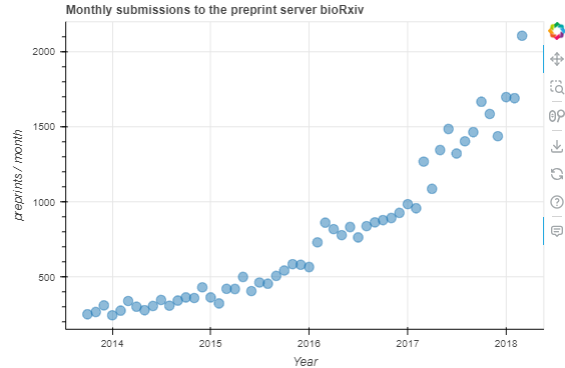 Monthly submissions to the preprint server bioRxiv
2000
1500
1000
500
preprints / month
2014 2015 2016 2017 2018
Year